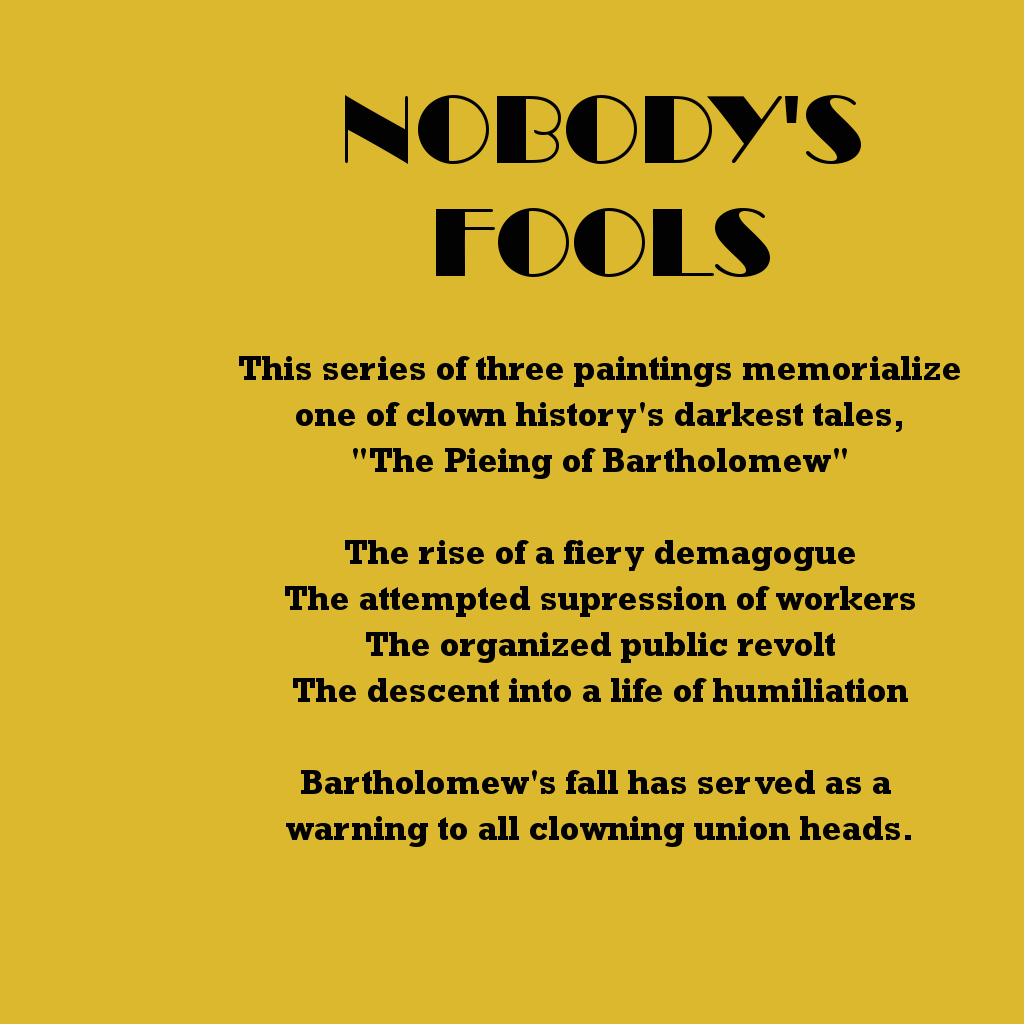 NOBODY'S
FOOLS
This series of three paintings memorialize
one of clown history's darkest tales,
"The Pieing of Bartholomew"
The rise of a fiery demagogue
The attempted supression of workers
The organized public revolt
The descent into a life of humiliation
Bartholomew's fall has served as a
warning to all clowning union heads.